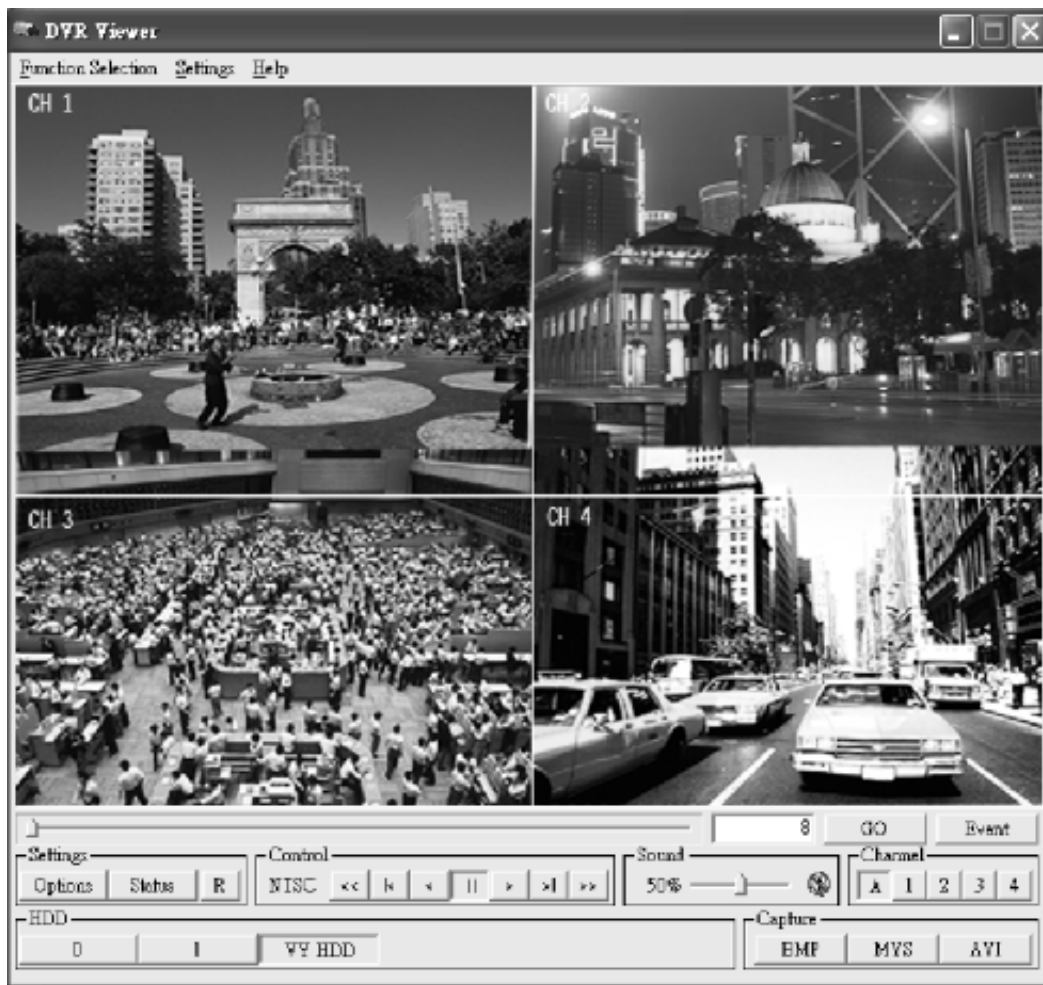 DVR Viewer
Function Selection Settings Help
CH 1
CH 2
CH 3
CH 4
8 GO Event
Settings Control Sound Channel
Options Status R NTSC << |< < || > >| >> 50% A 1 2 3 4
HDD Capture
0 1 VY HDD BMP MYS AVI